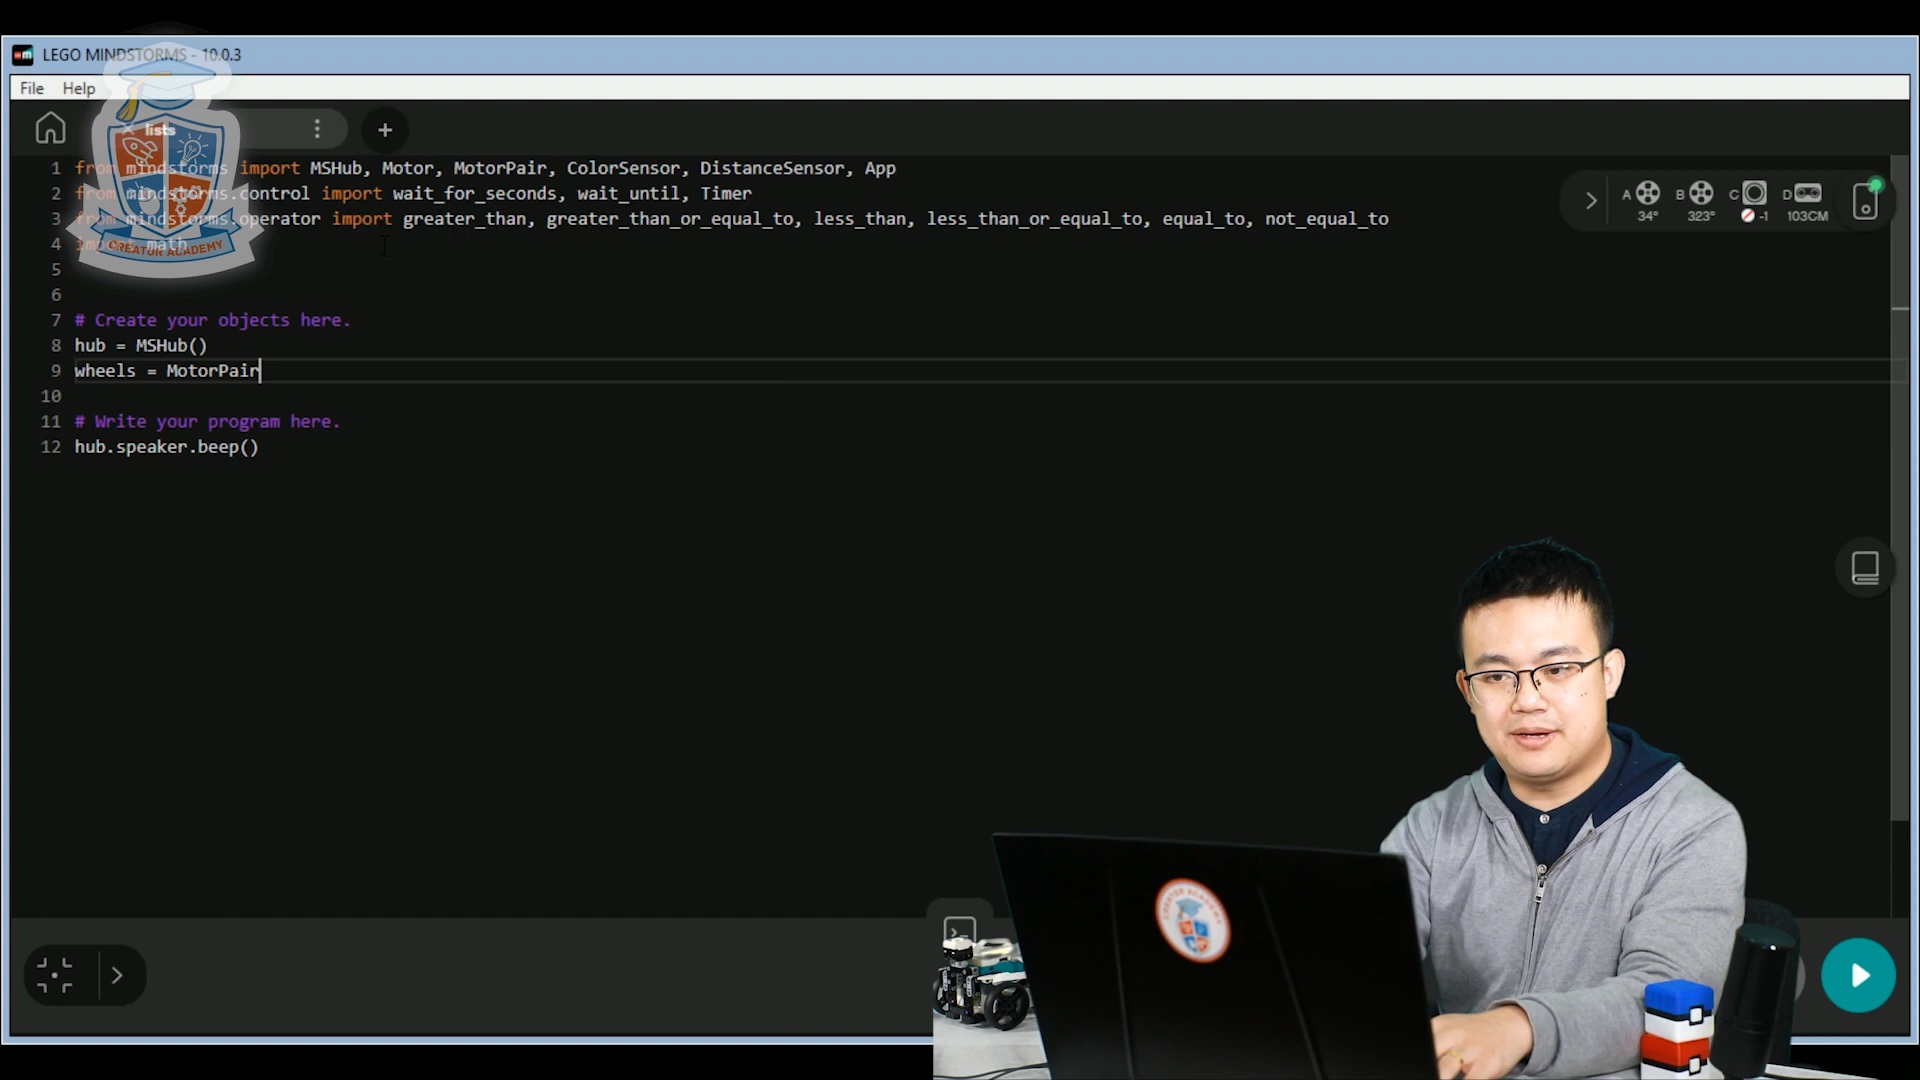 LEGO MINDSTORMS - 10.0.3
File Help
lists
1 from mindstorms import MSHub, Motor, MotorPair, ColorSensor, DistanceSensor, App
2 from mindstorms.control import wait_for_seconds, wait_until, Timer
3 from mindstorms.operator import greater_than, greater_than_or_equal_to, less_than, less_than_or_equal_to, equal_to, not_equal_to
4 import math
5
6
7 # Create your objects here.
8 hub = MSHub()
9 wheels = MotorPair
10
11 # Write your program here.
12 hub.speaker.beep()
A B C D
34° 323° -1 103CM
CREATOR ACADEMY
CREATOR ACADEMY